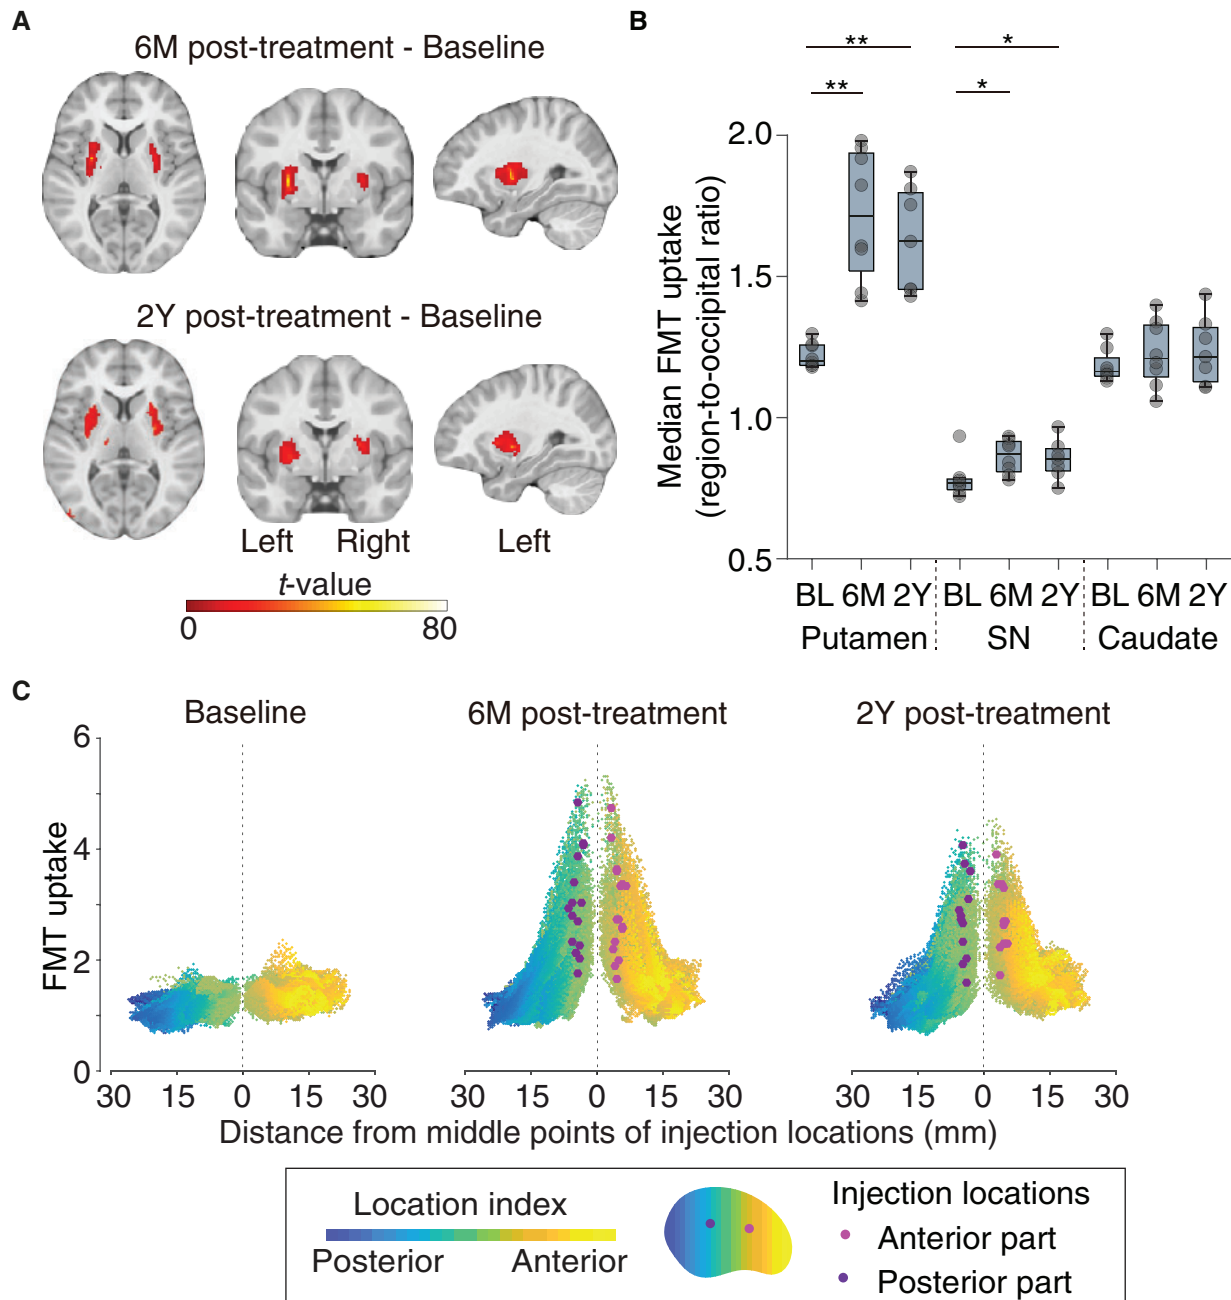 A
6M post-treatment - Baseline
2Y post-treatment - Baseline
Left Right Left
t-value
0 80
B
** *
** *
2.0
1.5
1.0
0.5
Median FMT uptake
(region-to-occipital ratio)
BL 6M 2Y BL 6M 2Y BL 6M 2Y
Putamen SN Caudate
C
Baseline 6M post-treatment 2Y post-treatment
6
4
2
0
FMT uptake
30 15 0 15 30 30 15 0 15 30 30 15 0 15 30
Distance from middle points of injection locations (mm)
Location index
Posterior Anterior
Injection locations
Anterior part
Posterior part